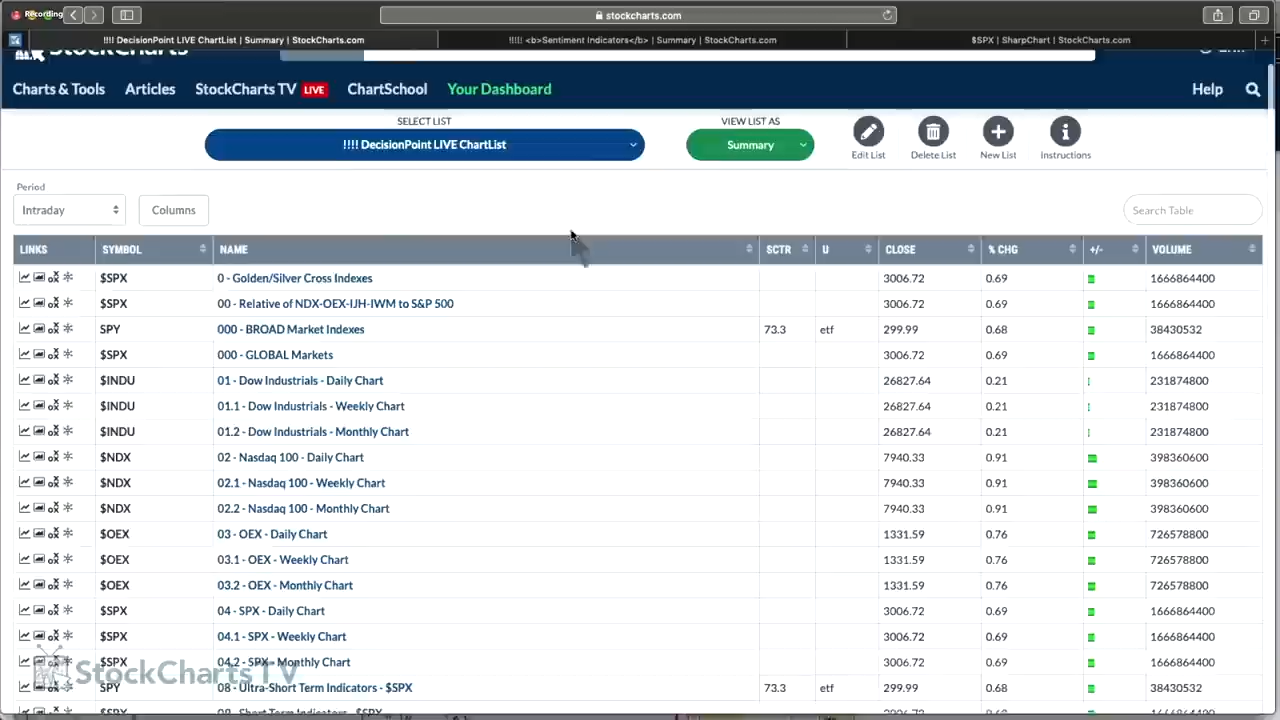 Recording
stockcharts.com
!!!! DecisionPoint LIVE ChartList | Summary | StockCharts.com
!!!!! <b>Sentiment Indicators</b> | Summary | StockCharts.com
$SPX | SharpChart | StockCharts.com
StockCharts
Charts & Tools Articles StockCharts TV LIVE ChartSchool Your Dashboard Help
SELECT LIST VIEW LIST AS
!!!! DecisionPoint LIVE ChartList Summary
Edit List Delete List New List Instructions
Period
Intraday Columns Search Table
LINKS SYMBOL NAME SCTR U CLOSE % CHG +/- VOLUME
$SPX 0 - Golden/Silver Cross Indexes 3006.72 0.69 1666864400
$SPX 00 - Relative of NDX-OEX-IJH-IWM to S&P 500 3006.72 0.69 1666864400
SPY 000 - BROAD Market Indexes 73.3 etf 299.99 0.68 38430532
$SPX 000 - GLOBAL Markets 3006.72 0.69 1666864400
$INDU 01 - Dow Industrials - Daily Chart 26827.64 0.21 231874800
$INDU 01.1 - Dow Industrials - Weekly Chart 26827.64 0.21 231874800
$INDU 01.2 - Dow Industrials - Monthly Chart 26827.64 0.21 231874800
$NDX 02 - Nasdaq 100 - Daily Chart 7940.33 0.91 398360600
$NDX 02.1 - Nasdaq 100 - Weekly Chart 7940.33 0.91 398360600
$NDX 02.2 - Nasdaq 100 - Monthly Chart 7940.33 0.91 398360600
$OEX 03 - OEX - Daily Chart 1331.59 0.76 726578800
$OEX 03.1 - OEX - Weekly Chart 1331.59 0.76 726578800
$OEX 03.2 - OEX - Monthly Chart 1331.59 0.76 726578800
$SPX 04 - SPX - Daily Chart 3006.72 0.69 1666864400
$SPX 04.1 - SPX - Weekly Chart 3006.72 0.69 1666864400
$SPX 04.2 - SPX - Monthly Chart 3006.72 0.69 1666864400
StockCharts TV
SPY 08 - Ultra-Short Term Indicators - $SPX 73.3 etf 299.99 0.68 38430532
$SPX 09 - Short Term Indicators - $SPX 3006.72 0.69 1666864400